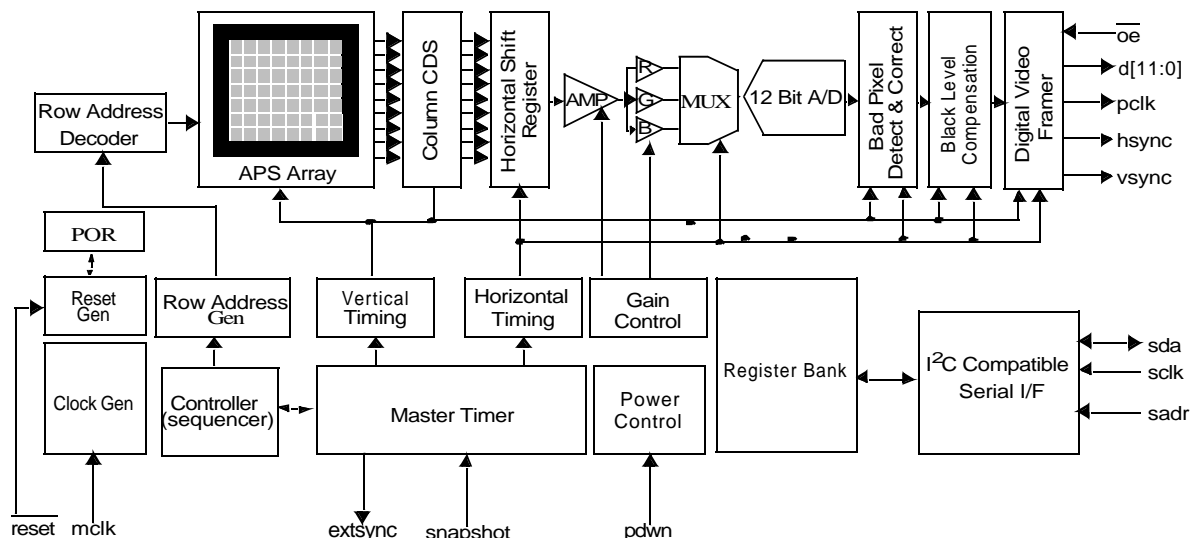 Row Address
Decoder
APS Array
Column CDS
Horizontal Shift
Register
AMP
R
G
B
MUX
12 Bit A/D
Bad Pixel
Detect & Correct
Black Level
Compensation
Digital Video
Framer
oe
d[11:0]
pclk
hsync
vsync
POR
Reset
Gen
Row Address
Gen
Vertical
Timing
Horizontal
Timing
Gain
Control
Register Bank
I²C Compatible
Serial I/F
sda
sclk
sadr
Clock Gen
Controller
(sequencer)
Master Timer
Power
Control
reset
mclk
extsync
snapshot
pdwn